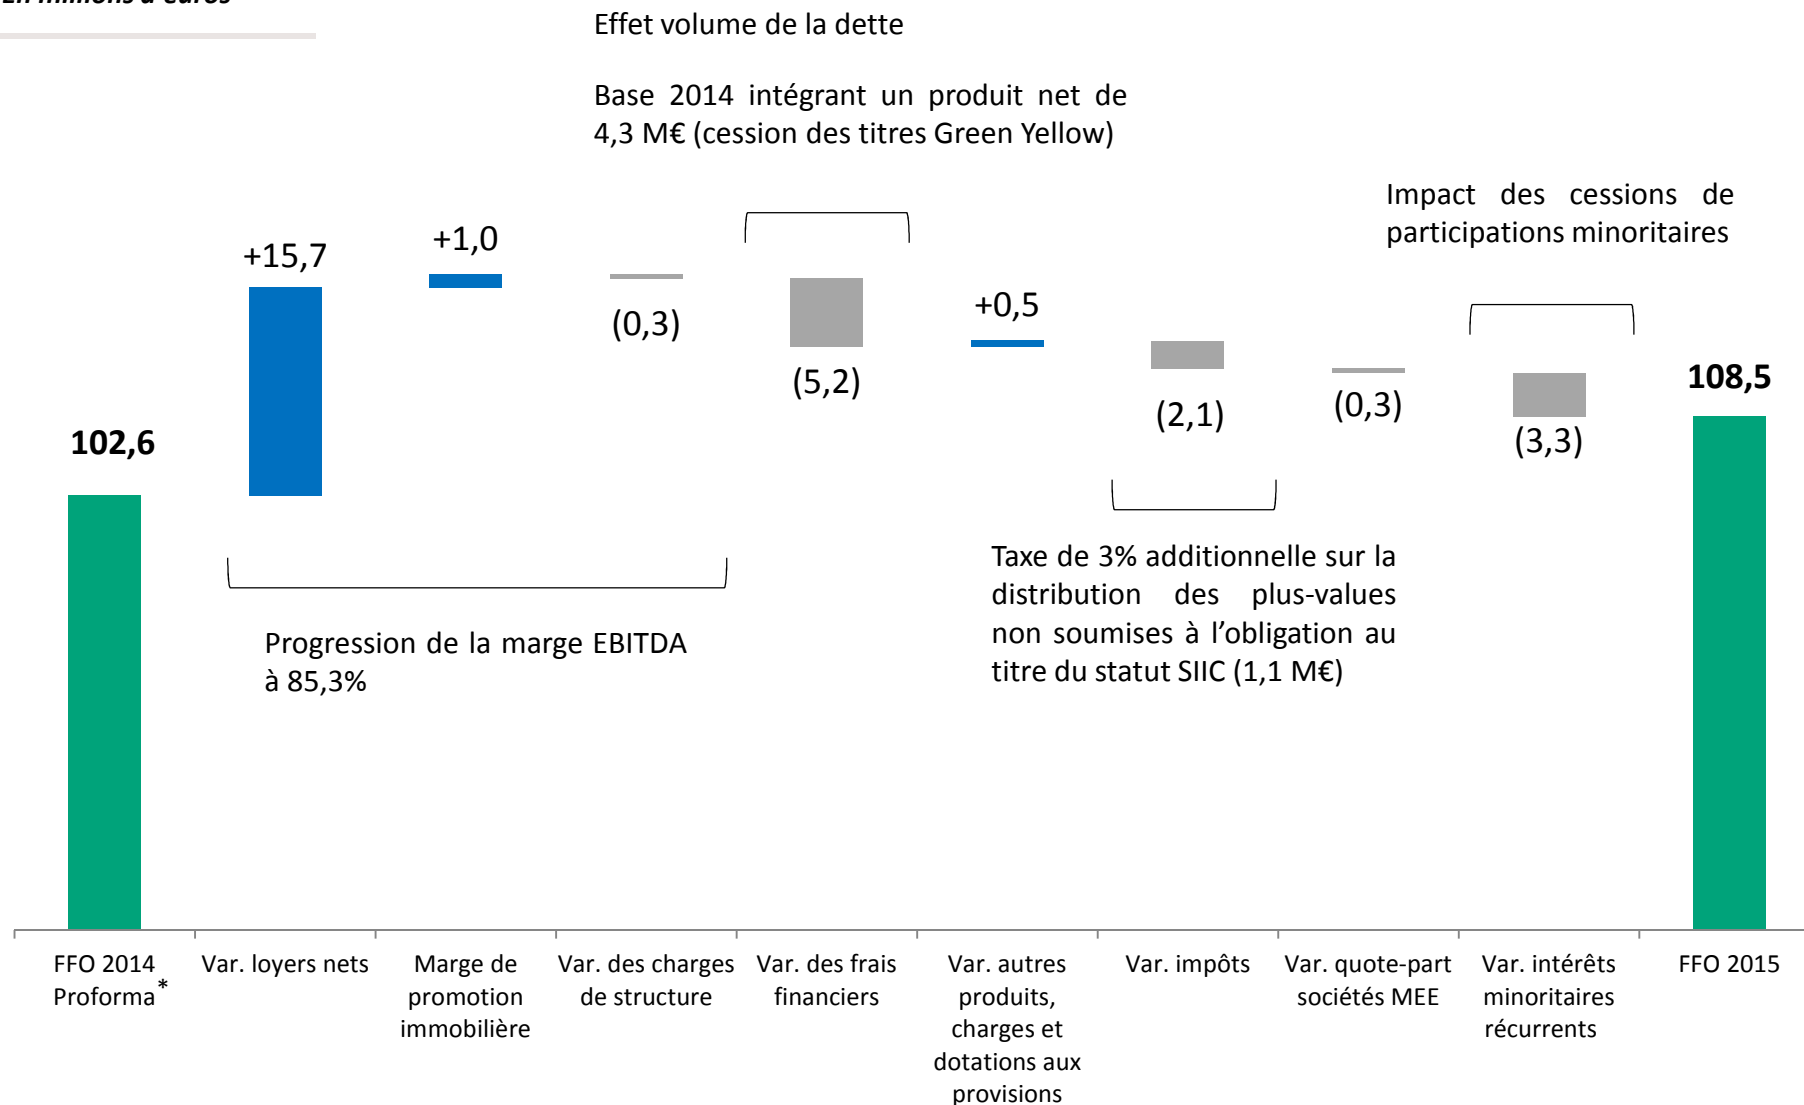 En millions d'euros
Effet volume de la dette
Base 2014 intégrant un produit net de
4,3 M€ (cession des titres Green Yellow)
Impact des cessions de
participations minoritaires
+15,7
+1,0
(0,3)
(5,2)
+0,5
(2,1)
(0,3)
(3,3)
102,6
108,5
Progression de la marge EBITDA
à 85,3%
Taxe de 3% additionnelle sur la
distribution des plus-values
non soumises à l'obligation au
titre du statut SIIC (1,1 M€)
FFO 2014
Proforma*
Var. loyers nets
Marge de
promotion
immobilière
Var. des charges
de structure
Var. des frais
financiers
Var. autres
produits,
charges et
dotations aux
provisions
Var. impôts
Var. quote-part
sociétés MEE
Var. intérêts
minoritaires
récurrents
FFO 2015